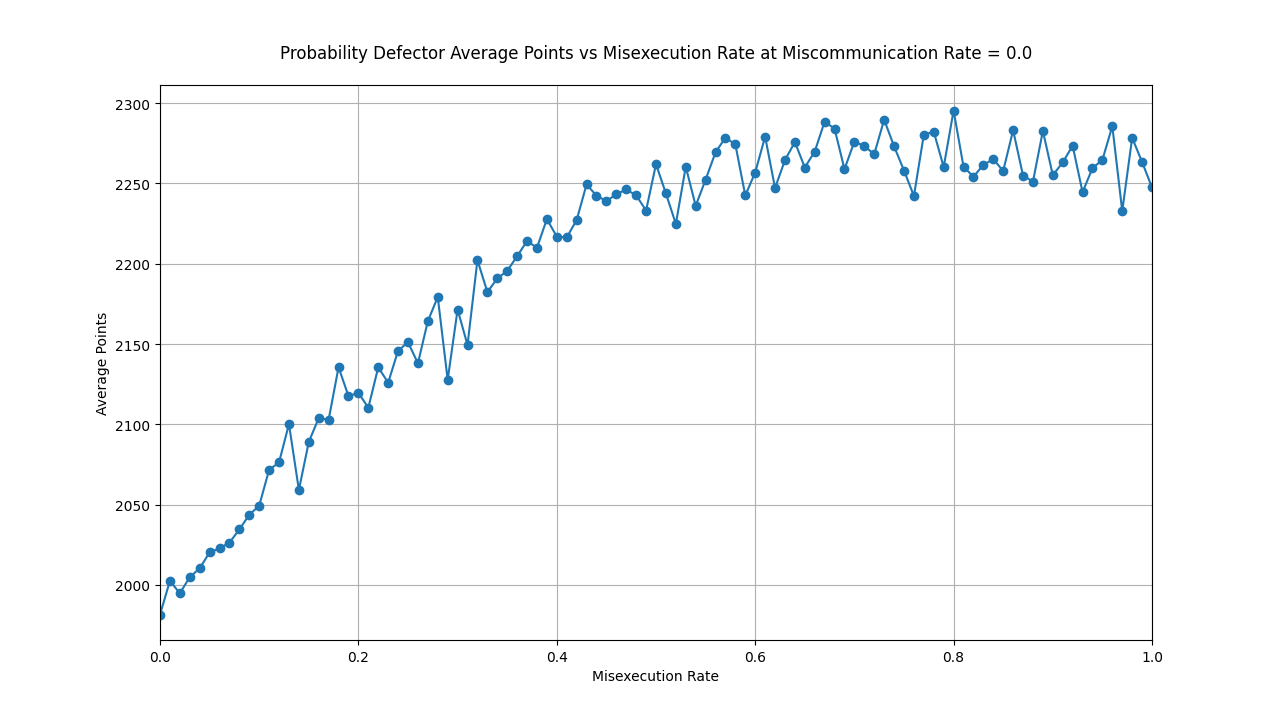 Probability Defector Average Points vs Misexecution Rate at Miscommunication Rate = 0.0
2300
2250
2200
2150
2100
2050
2000
Average Points
0.0 0.2 0.4 0.6 0.8 1.0
Misexecution Rate